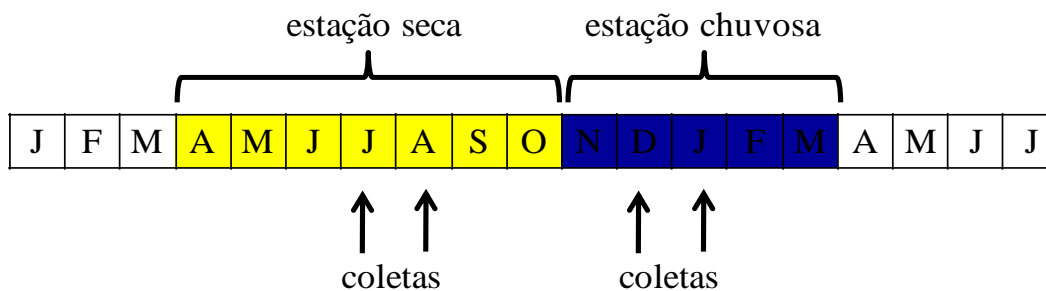 estação seca estação chuvosa
J F M A M J J A S O N D J F M A M J J
coletas coletas